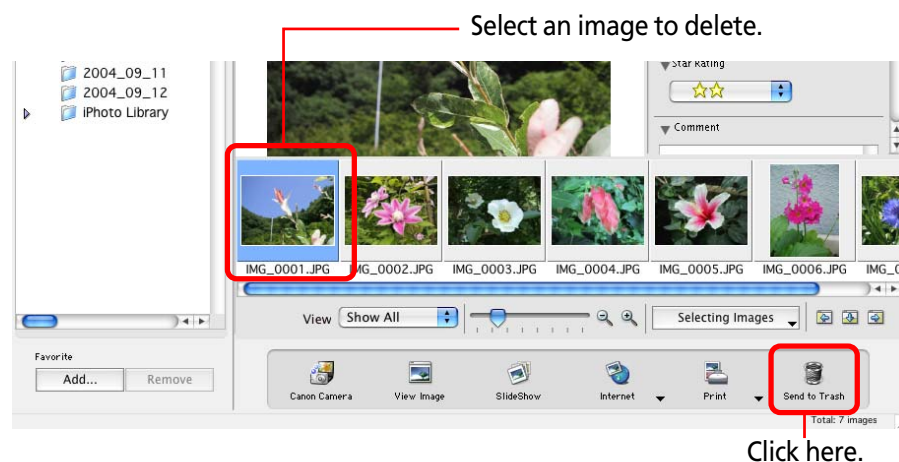 Select an image to delete.
2004_09_11
2004_09_12
iPhoto Library
Star Rating
Comment
IMG_0001.JPG
IMG_0002.JPG
IMG_0003.JPG
IMG_0004.JPG
IMG_0005.JPG
IMG_0006.JPG
IMG_0
View
Show All
Selecting Images
Favorite
Add...
Remove
Canon Camera
View Image
SlideShow
Internet
Print
Send to Trash
Total: 7 images
Click here.